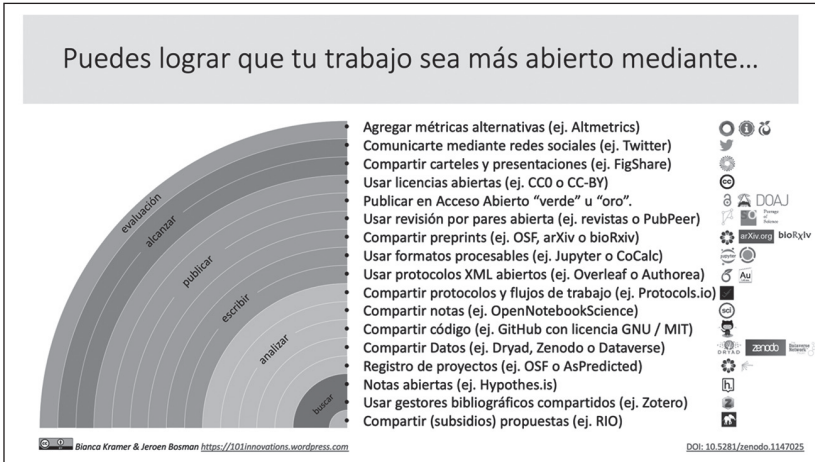 Puedes lograr que tu trabajo sea más abierto mediante...
evaluación
alcanzar
publicar
escribir
analizar
buscar
• Agregar métricas alternativas (ej. Altmetrics)
• Comunicarte mediante redes sociales (ej. Twitter)
• Compartir carteles y presentaciones (ej. FigShare)
• Usar licencias abiertas (ej. CC0 o CC-BY)
cc
• Publicar en Acceso Abierto “verde” u “oro”.
DOAJ
• Usar revisión por pares abierta (ej. revistas o PubPeer)
• Compartir preprints (ej. OSF, arXiv o bioRxiv)
arXiv.org bioRxiv
• Usar formatos procesables (ej. Jupyter o CoCalc)
jupyter
• Usar protocolos XML abiertos (ej. Overleaf o Authorea)
Au
• Compartir protocolos y flujos de trabajo (ej. Protocols.io)
• Compartir notas (ej. OpenNotebookScience)
sci
• Compartir código (ej. GitHub con licencia GNU / MIT)
• Compartir Datos (ej. Dryad, Zenodo o Dataverse)
DRYAD zenodo
• Registro de proyectos (ej. OSF o AsPredicted)
• Notas abiertas (ej. Hypothes.is)
h.
• Usar gestores bibliográficos compartidos (ej. Zotero)
• Compartir (subsidios) propuestas (ej. RIO)
Bianca Kramer & Jeroen Bosman https://101innovations.wordpress.com
DOI: 10.5281/zenodo.1147025